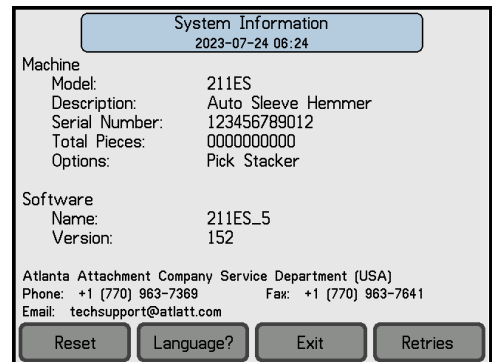 System Information
2023-07-24 06:24
Machine
Model: 211ES
Description: Auto Sleeve Hemmer
Serial Number: 123456789012
Total Pieces: 0000000000
Options: Pick Stacker
Software
Name: 211ES_5
Version: 152
Atlanta Attachment Company Service Department (USA)
Phone: +1 (770) 963-7369 Fax: +1 (770) 963-7641
Email: techsupport@atlatt.com
Reset Language? Exit Retries